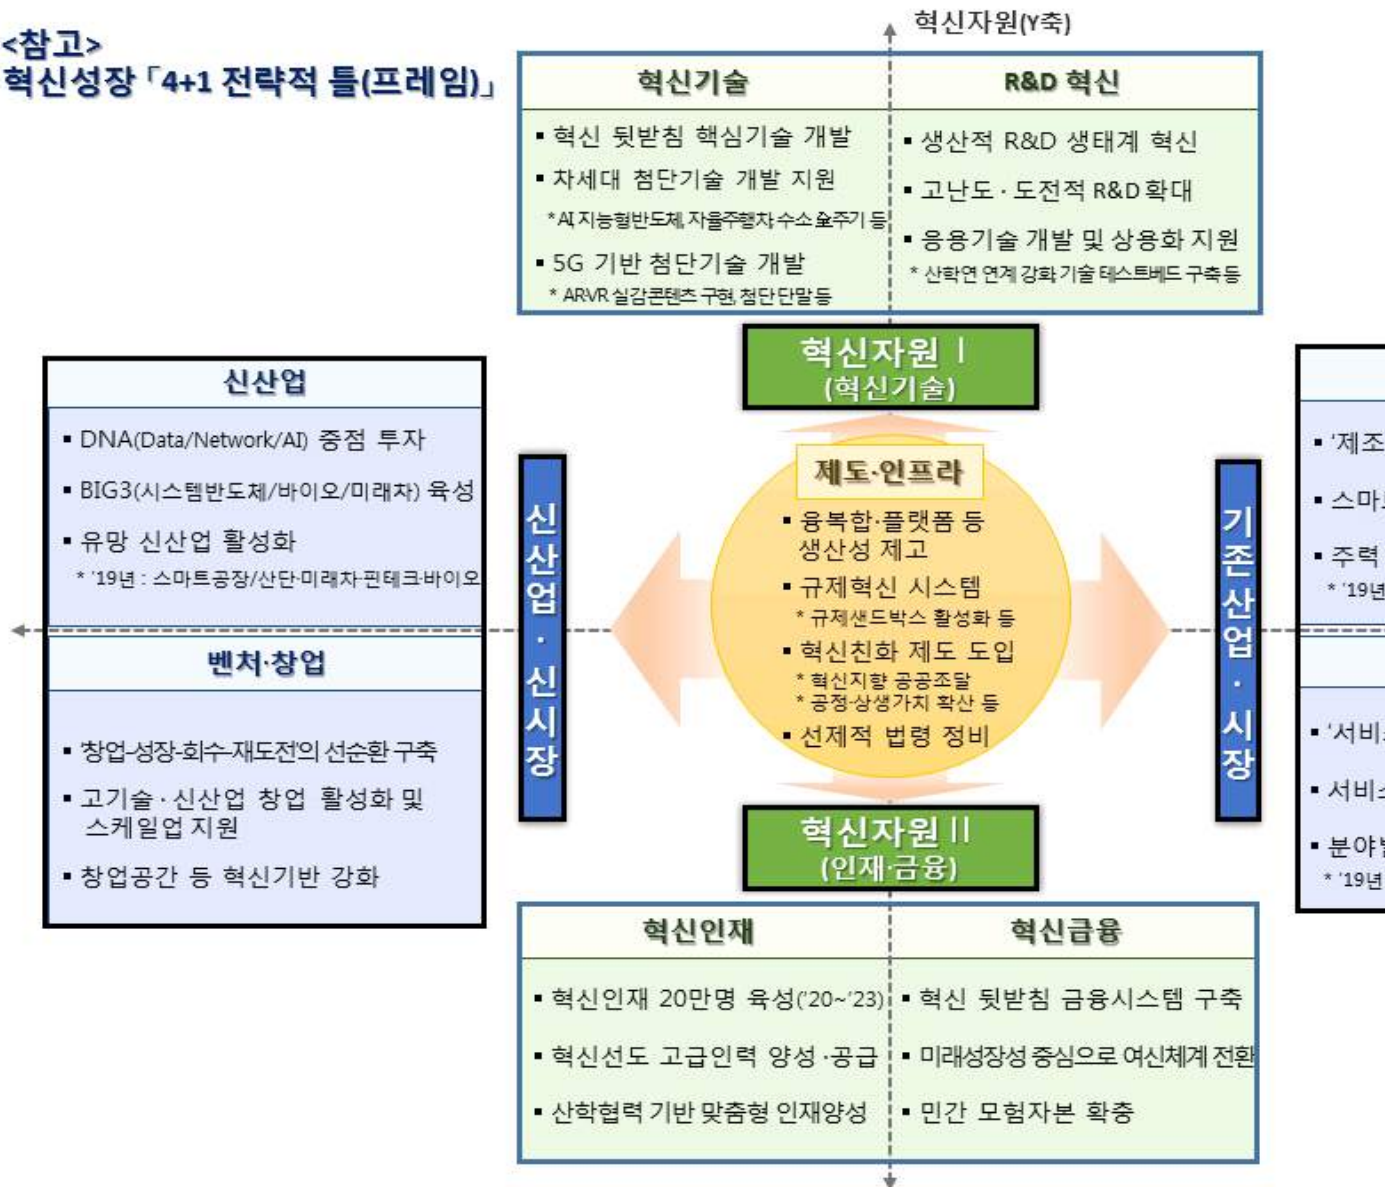 <참고>
혁신성장「4+1 전략적 틀(프레임)」
혁신자원(Y축)
혁신기술
▪ 혁신 뒷받침 핵심기술 개발
▪ 차세대 첨단기술 개발 지원
* AI 지능형반도체, 자율주행차, 수소 全주기 등
▪ 5G 기반 첨단기술 개발
* AR·VR 실감콘텐츠 구현, 첨단 단말 등
R&D 혁신
▪ 생산적 R&D 생태계 혁신
▪ 고난도·도전적 R&D 확대
▪ 응용기술 개발 및 상용화 지원
* 산학연 연계 강화, 기술 테스트베드 구축 등
혁신자원 Ⅰ
(혁신기술)
신산업
▪ DNA(Data/Network/AI) 중점 투자
▪ BIG3(시스템반도체/바이오/미래차) 육성
▪ 유망 신산업 활성화
* '19년 : 스마트공장/산단·미래차·핀테크·바이오
벤처·창업
▪ '창업-성장-회수-재도전'의 선순환 구축
▪ 고기술·신산업 창업 활성화 및
스케일업 지원
▪ 창업공간 등 혁신기반 강화
신산업·신시장
제도·인프라
▪ 융복합·플랫폼 등
생산성 제고
▪ 규제혁신 시스템
* 규제샌드박스 활성화 등
▪ 혁신친화 제도 도입
* 혁신지향 공공조달
* 공정·상생가치 확산 등
▪ 선제적 법령 정비
기존산업·시장
▪ '제조
▪ 스마
▪ 주력
* '19년
▪ '서비
▪ 서비
▪ 분야
* '19년
혁신자원 Ⅱ
(인재·금융)
혁신인재
▪ 혁신인재 20만명 육성('20~'23)
▪ 혁신선도 고급인력 양성·공급
▪ 산학협력 기반 맞춤형 인재양성
혁신금융
▪ 혁신 뒷받침 금융시스템 구축
▪ 미래성장성 중심으로 여신체계 전환
▪ 민간 모험자본 확충